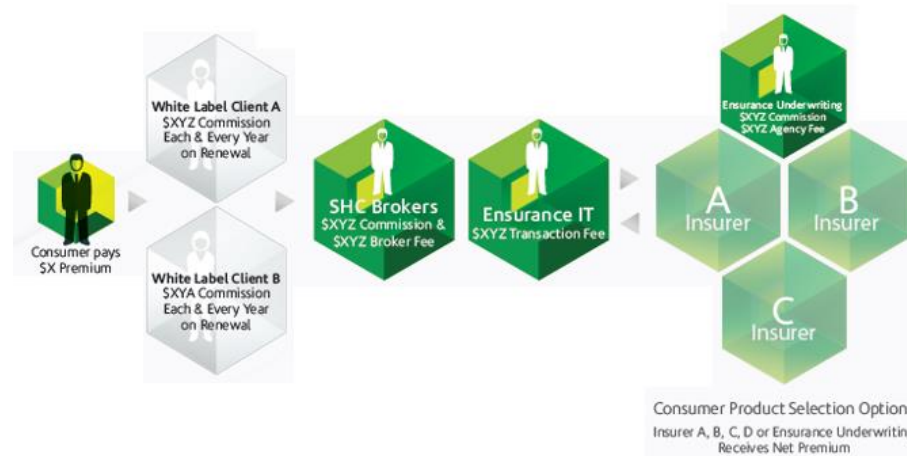 Consumer pays
$X Premium
White Label Client A
$XYZ Commission
Each & Every Year
on Renewal
White Label Client B
$XYA Commission
Each & Every Year
on Renewal
SHC Brokers
$XYZ Commission &
$XYZ Broker Fee
Ensurance IT
$XYZ Transaction Fee
Ensurance Underwriting
$XYZ Commission
$XYZ Agency Fee
A
Insurer
B
Insurer
C
Insurer
Consumer Product Selection Option
Insurer A, B, C, D or Ensurance Underwritin
Receives Net Premium